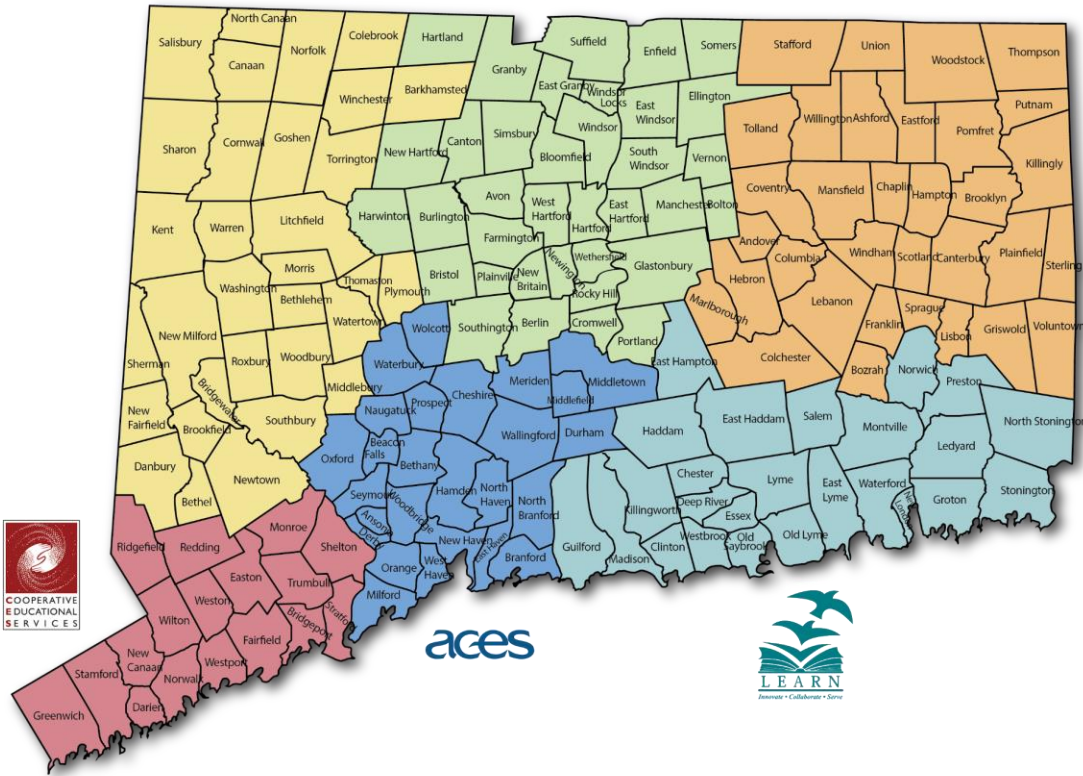 North Canaan
Colebrook
Salisbury
Norfolk
Hartland
Suffield
Enfield
Somers
Stafford
Union
Woodstock
Thompson
Canaan
Granby
East Granby
Windsor
Locks
Winchester
Barkhamsted
Ellington
East
Windsor
Putnam
Sharon
Cornwall
Goshen
Torrington
New Hartford
Canton
Simsbury
Windsor
Bloomfield
South
Windsor
Vernon
Tolland
Willington
Ashford
Eastford
Pomfret
Killingly
Kent
Warren
Litchfield
Harwinton
Burlington
Avon
West
Hartford
Hartford
East
Hartford
Manchester
Bolton
Coventry
Mansfield
Chaplin
Hampton
Brooklyn
Farmington
Morris
Washington
Bethlehem
Thomaston
Plymouth
Bristol
Plainville
New
Britain
Newington
Wethersfield
Rocky Hill
Glastonbury
Andover
Columbia
Hebron
Windham
Scotland
Canterbury
Plainfield
Sterling
New Milford
Watertown
Wolcott
Southington
Berlin
Cromwell
Portland
Marlborough
Lebanon
Franklin
Sprague
Lisbon
Griswold
Voluntown
Sherman
Roxbury
Woodbury
Waterbury
Middlebury
Cheshire
Meriden
Middletown
Middlefield
East Hampton
Colchester
Bozrah
Norwich
Preston
Bridgewater
New
Fairfield
Brookfield
Southbury
Naugatuck
Prospect
Beacon
Falls
Oxford
Bethany
Wallingford
Durham
Haddam
East Haddam
Salem
Montville
North Stonington
Danbury
Bethel
Newtown
Seymour
Woodbridge
Hamden
North
Haven
North
Branford
Killingworth
Chester
Deep River
Essex
Lyme
East
Lyme
Waterford
New
London
Ledyard
Groton
Stonington
Ansonia
Derby
Orange
Milford
West
Haven
New Haven
East Haven
Branford
Guilford
Madison
Clinton
Westbrook
Old
Saybrook
Old Lyme
Ridgefield
Redding
Monroe
Shelton
Easton
Trumbull
Weston
Wilton
Stratford
Bridgeport
Fairfield
New
Canaan
Westport
Norwalk
Stamford
Darien
Greenwich
COOPERATIVE
EDUCATIONAL
SERVICES
aces
LEARN
Innovate • Collaborate • Serve